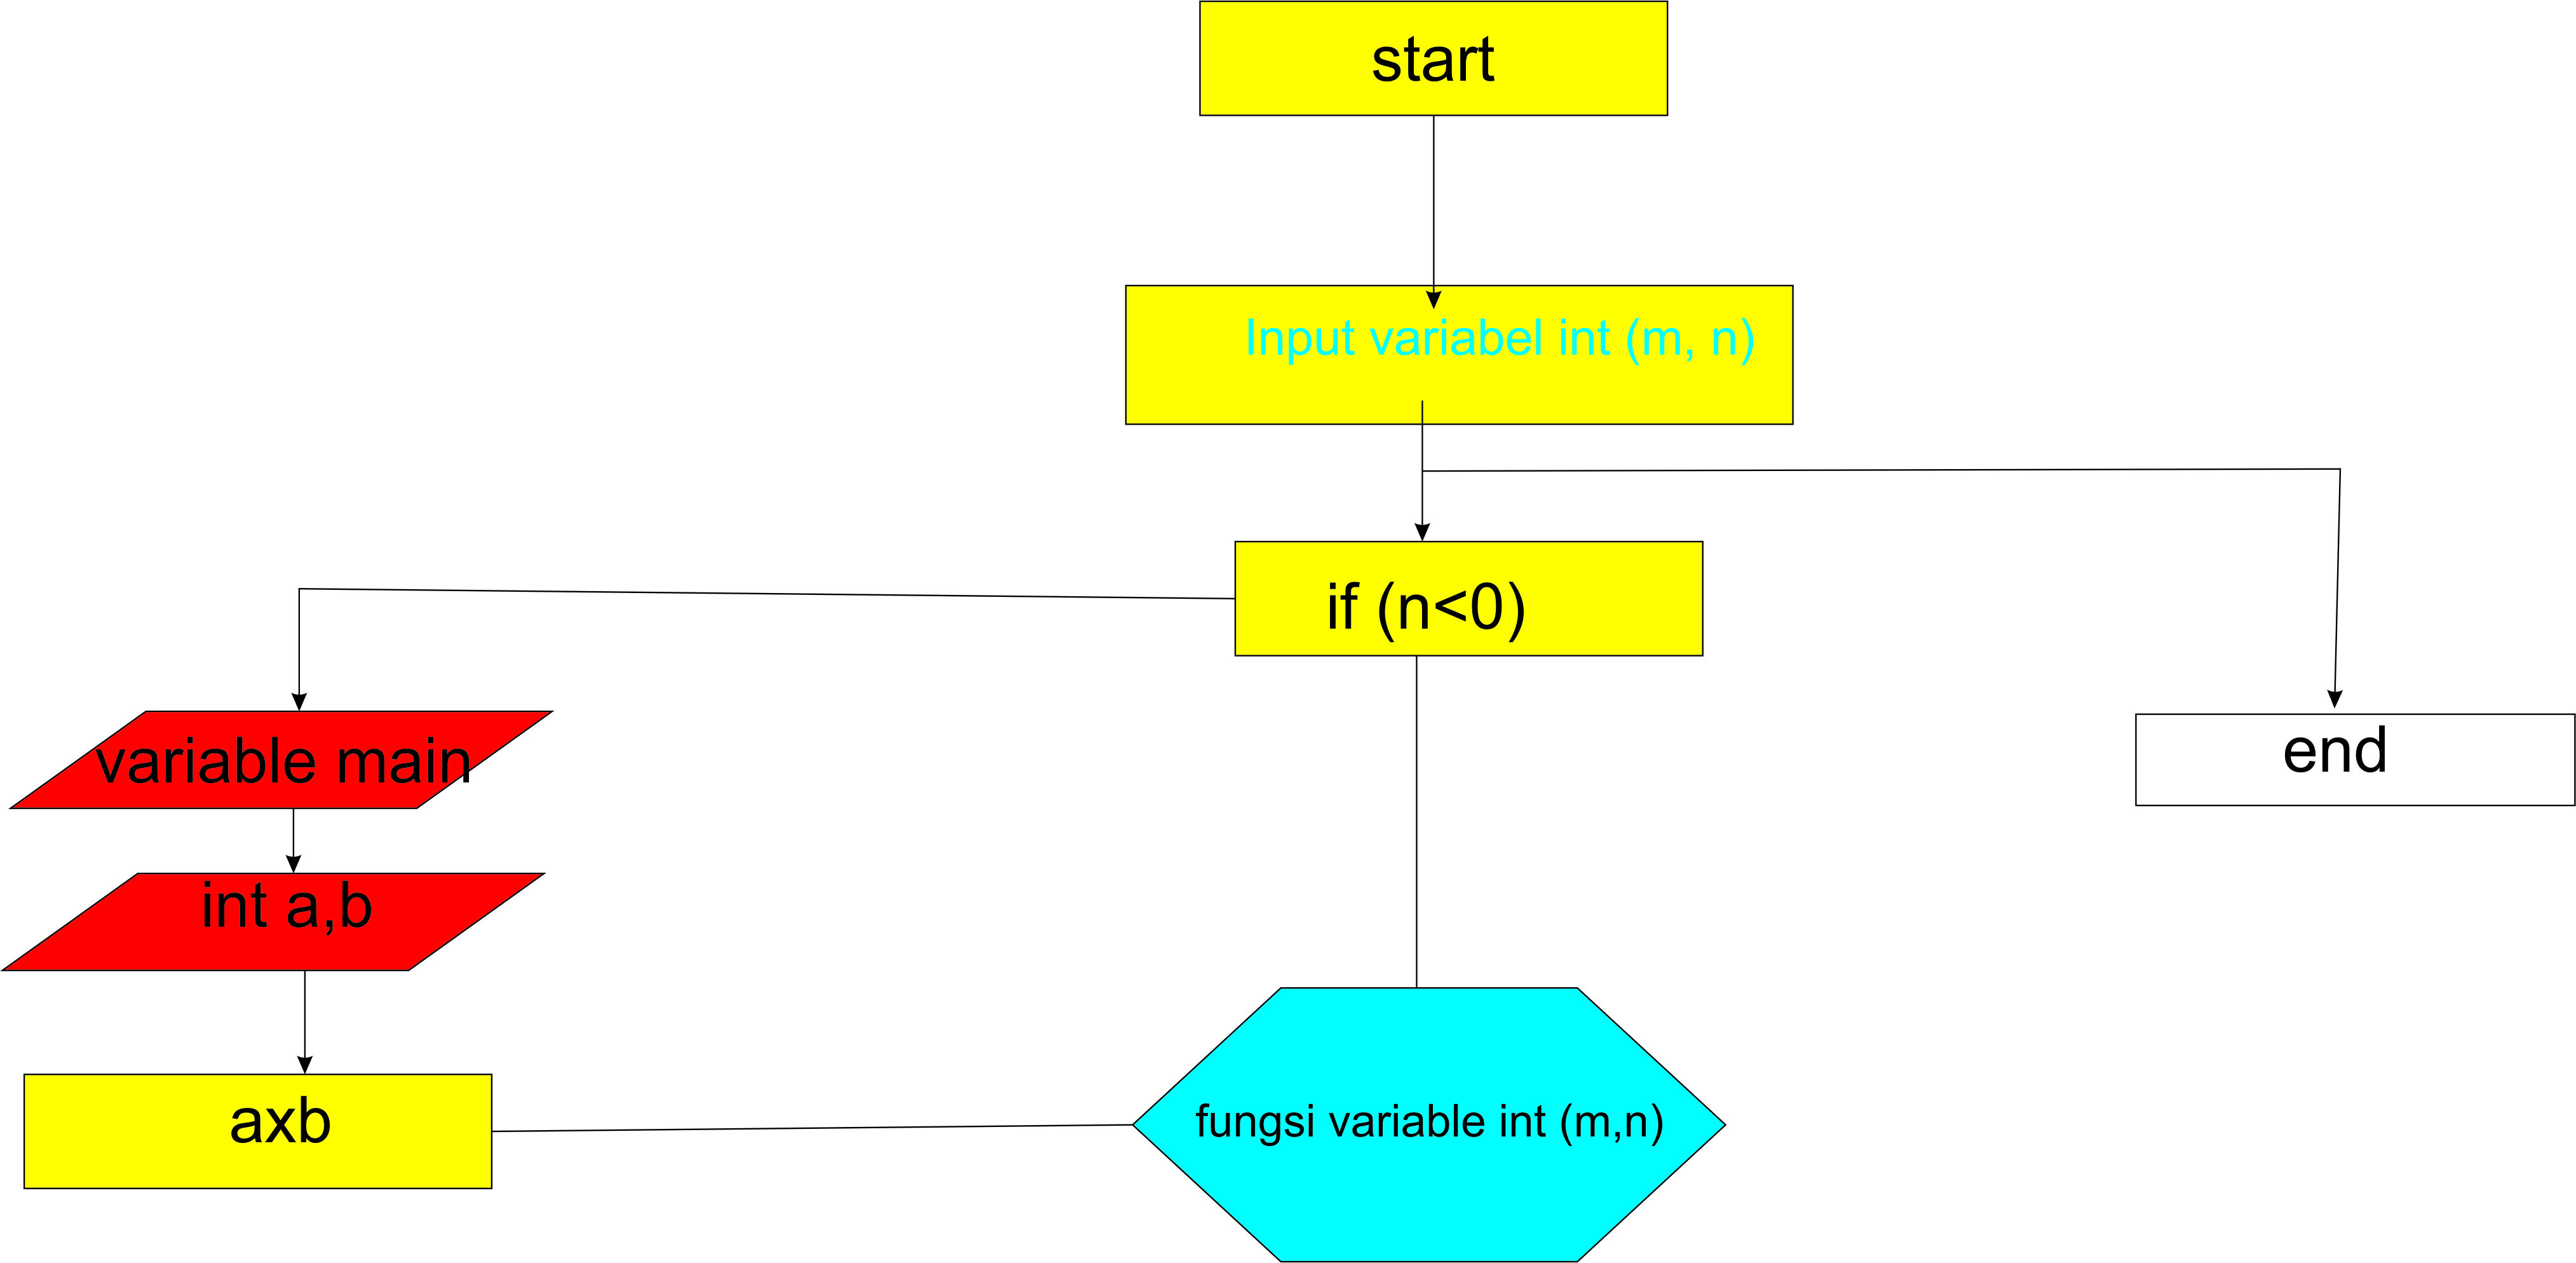 start
Input variabel int (m, n)
if (n<0)
variable main
end
int a,b
axb
fungsi variable int (m,n)